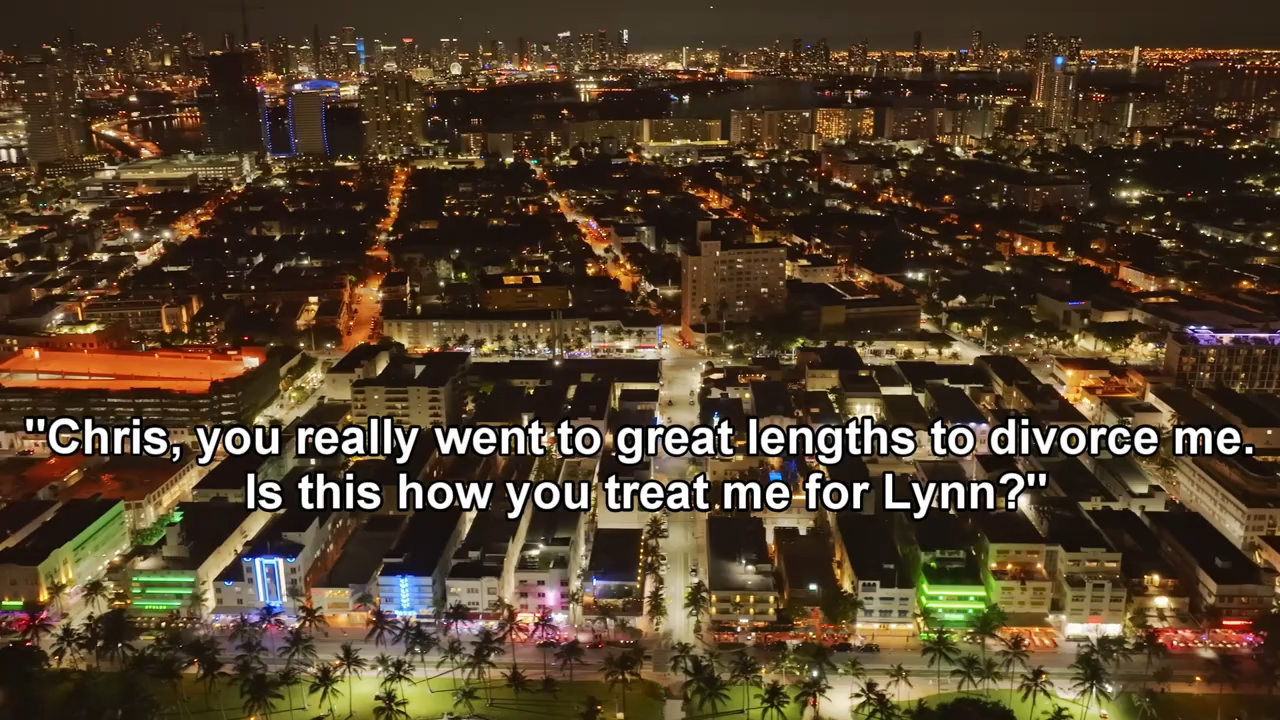 "Chris, you really went to great lengths to divorce me.
Is this how you treat me for Lynn?"